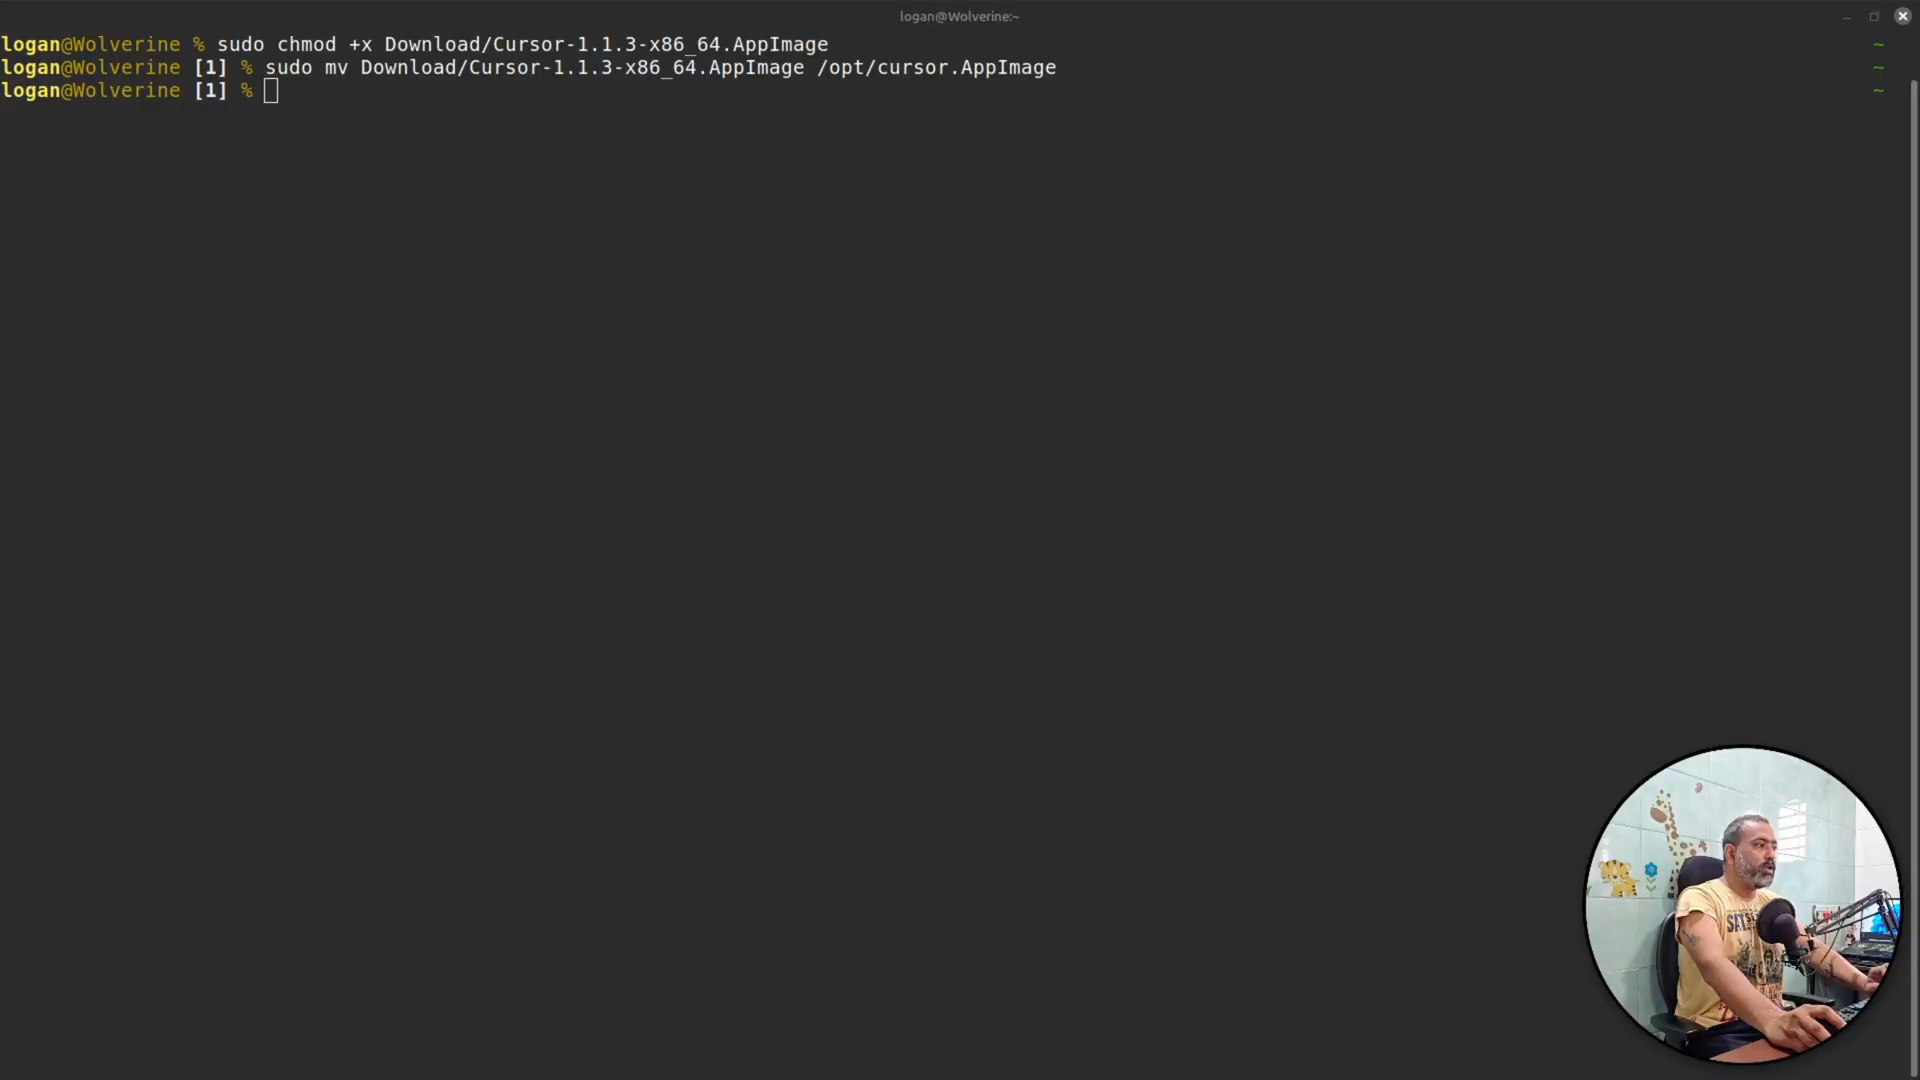 logan@Wolverine:~
logan@Wolverine % sudo chmod +x Download/Cursor-1.1.3-x86_64.AppImage ~
logan@Wolverine [1] % sudo mv Download/Cursor-1.1.3-x86_64.AppImage /opt/cursor.AppImage ~
logan@Wolverine [1] % ~